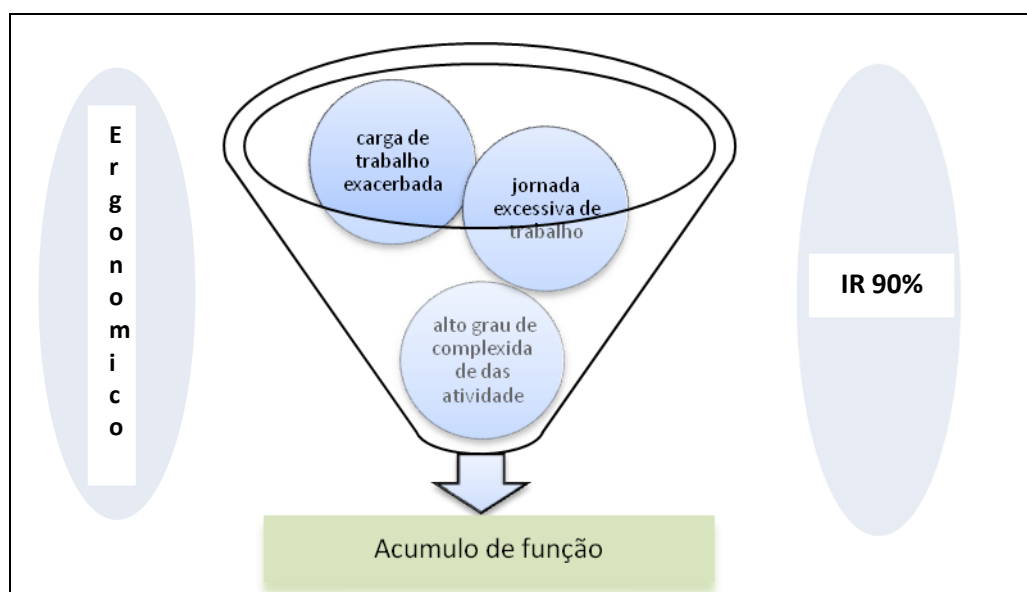 Ergonomico
carga de
trabalho
exacerbada
jornada
excessiva de
trabalho
alto grau de
complexida
de das
atividade
IR 90%
Acumulo de função